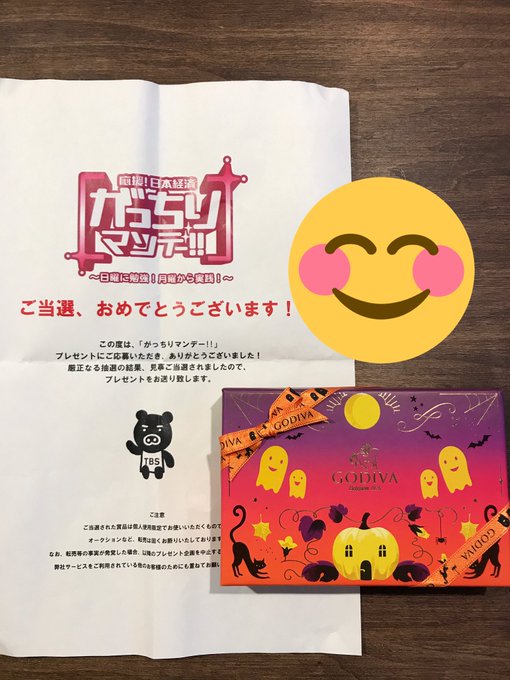 応援!日本経済
がっちり
マンデー!!
～日曜に勉強!月曜から実践!～
ご当選、おめでとうございます!
この度は、「がっちりマンデー!!」
プレゼントにご応募いただき、ありがとうございました!
厳正なる抽選の結果、見事ご当選されましたので、
プレゼントをお送り致します。
TBS
ご注意
ご当選された賞品は個人使用限定でお使いいただくもので
オークションなど、転売は固くお断りいたしております
なお、転売等の事実が発覚した場合、以降のプレゼント企画を中止する
弊社サービスをご利用されている他のお客様のためにも重ねてお願い
GODIVA
GODIVA
GODIVA
GODIVA